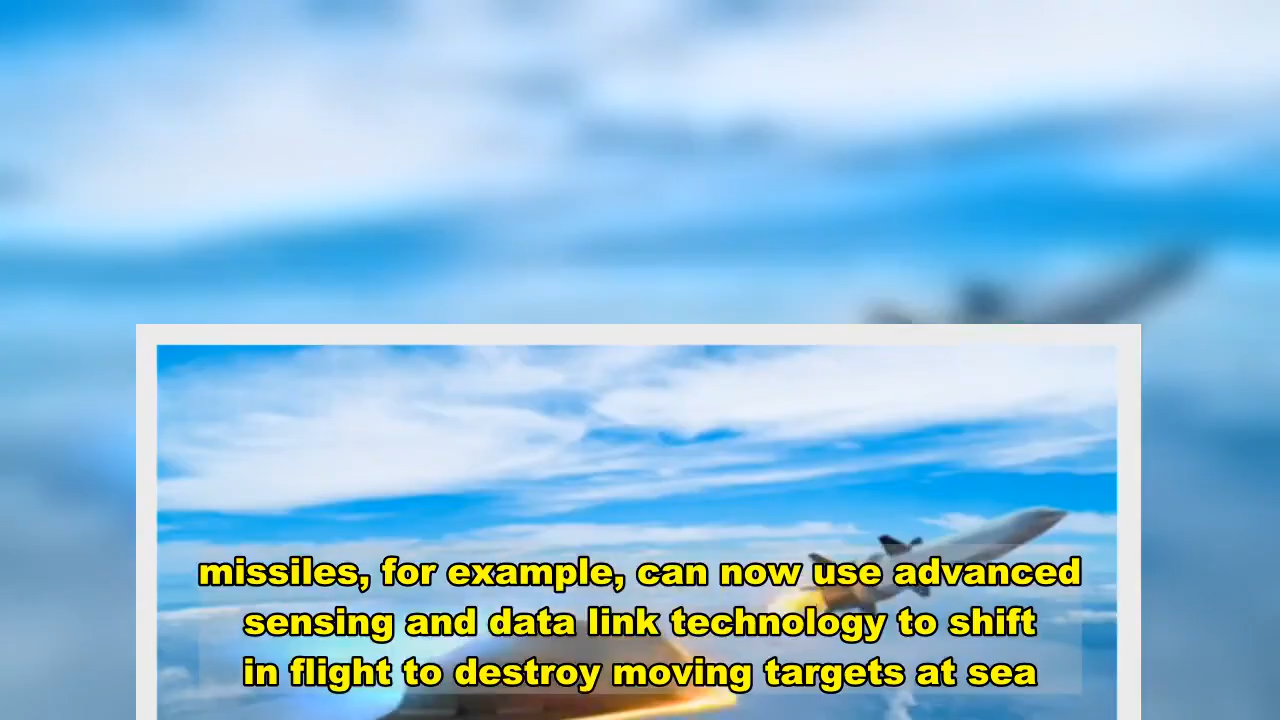 missiles, for example, can now use advanced
sensing and data link technology to shift
in flight to destroy moving targets at sea